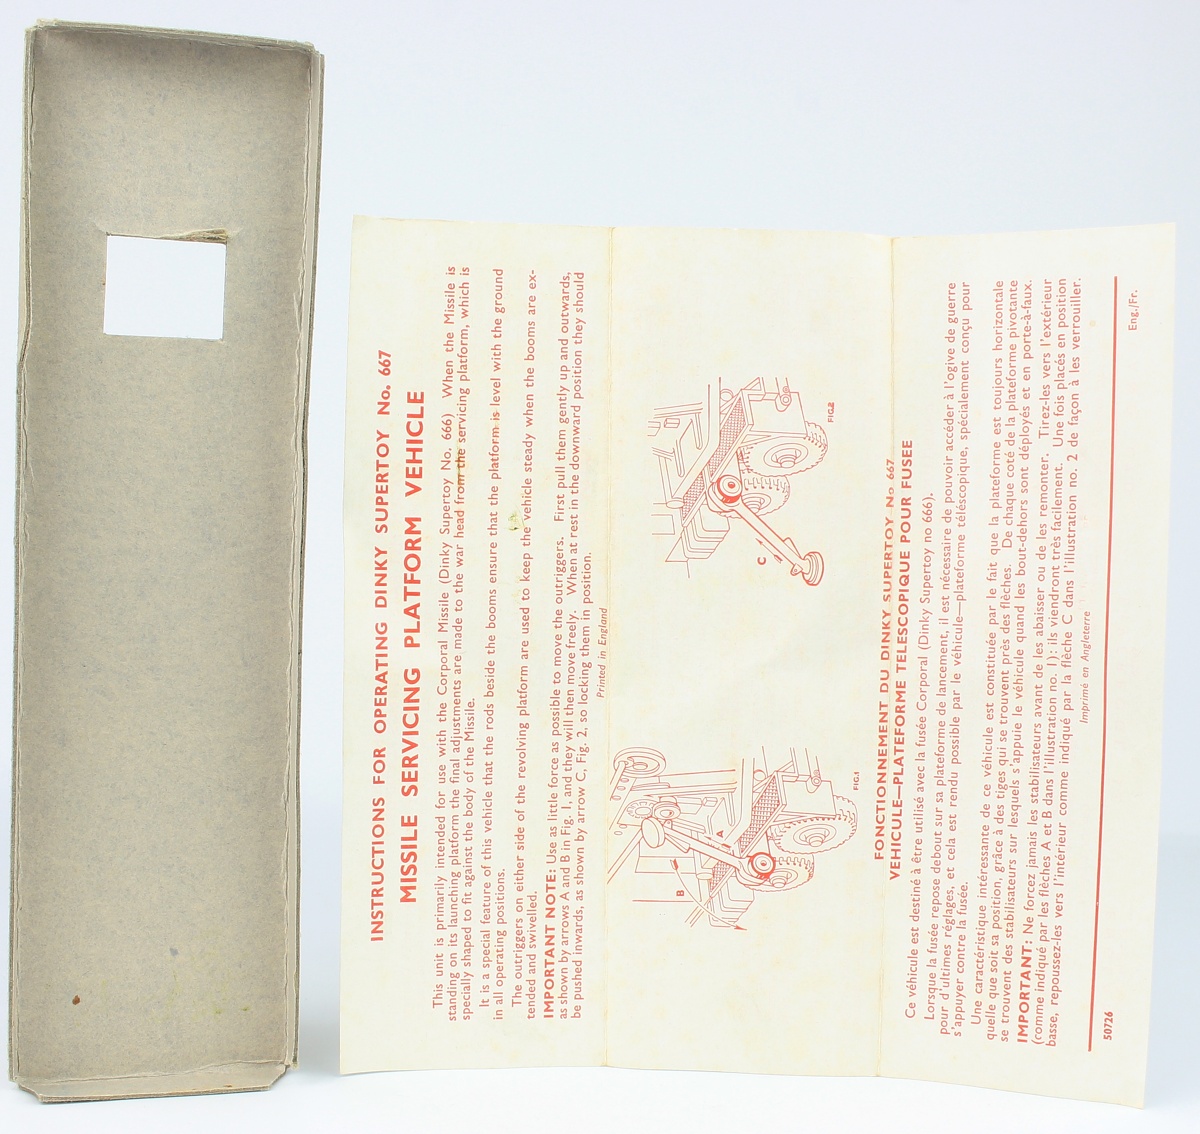 INSTRUCTIONS FOR OPERATING DINKY SUPERTOY No. 667
MISSILE SERVICING PLATFORM VEHICLE
This unit is primarily intended for use with the Corporal Missile (Dinky Supertoy No. 666) When the Missile is
standing on its launching platform the final adjustments are made to the war head from the servicing platform, which is
specially shaped to fit against the body of the Missile.
It is a special feature of this vehicle that the rods beside the booms ensure that the platform is level with the ground
in all operating positions.
The outriggers on either side of the revolving platform are used to keep the vehicle steady when the booms are ex-
tended and swivelled.
IMPORTANT NOTE: Use as little force as possible to move the outriggers. First pull them gently up and outwards,
as shown by arrows A and B in Fig. 1, and they will then move freely. When at rest in the downward position they should
be pushed inwards, as shown by arrow C, Fig. 2, so locking them in position.
Printed in England
A
B
FIG.1
C
FIG.2
FONCTIONNEMENT DU DINKY SUPERTOY No 667
VEHICULE—PLATEFORME TELESCOPIQUE POUR FUSEE
Ce véhicule est destiné à être utilisé avec la fusée Corporal (Dinky Supertoy no 666).
Lorsque la fusée repose debout sur sa plateforme de lancement, il est nécessaire de pouvoir accéder à l'ogive de guerre
pour d'ultimes réglages, et cela est rendu possible par le véhicule—plateforme téléscopique, spécialement conçu pour
s'appuyer contre la fusée.
Une caractéristique intéressante de ce véhicule est constituée par le fait que la plateforme est toujours horizontale
quelle que soit sa position, grâce à des tiges qui se trouvent près des flèches. De chaque coté de la plateforme pivotante
se trouvent des stabilisateurs sur lesquels s'appuie le véhicule quand les bout-dehors sont déployés et en porte-à-faux.
IMPORTANT: Ne forcez jamais les stabilisateurs avant de les abaisser ou de les remonter. Tirez-les vers l'extérieur
(comme indiqué par les flèches A et B dans l'illustration no. 1): ils viendront très facilement. Une fois placés en position
basse, repoussez-les vers l'intérieur comme indiqué par la flèche C dans l'illustration no. 2 de façon à les verrouiller.
Imprimé en Angleterre
50726
Eng./Fr.